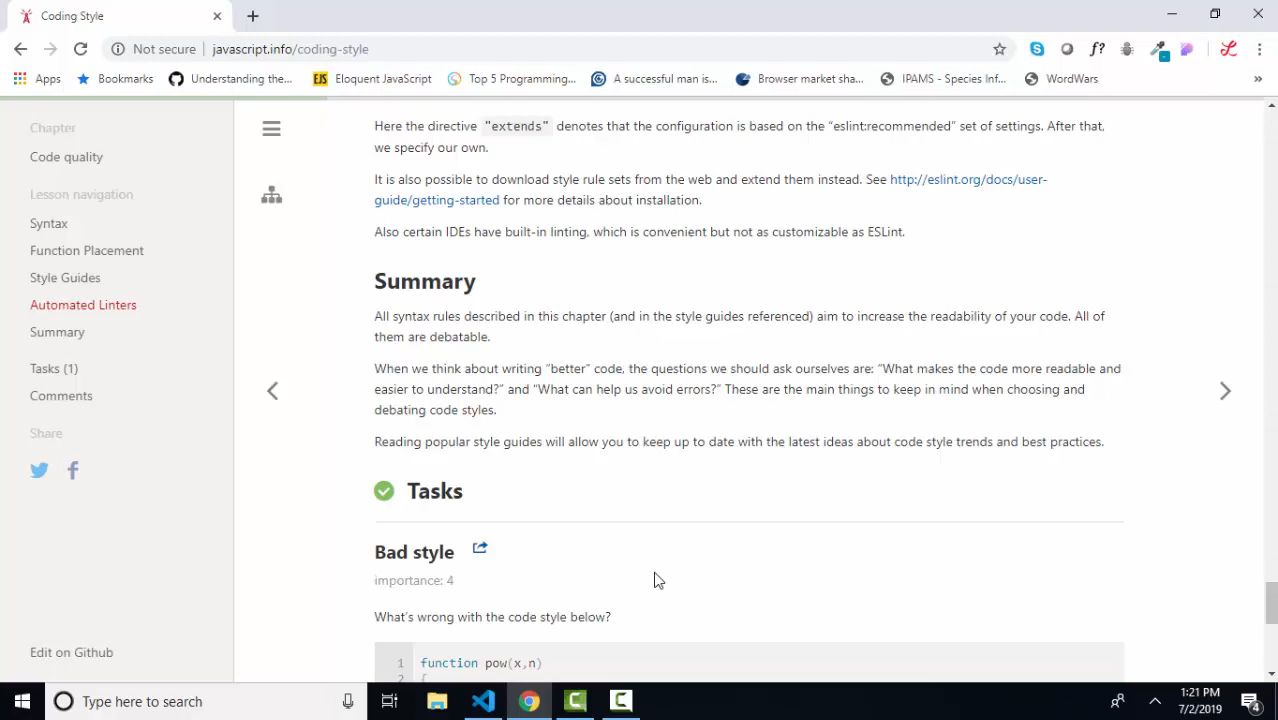 Coding Style
Not secure | javascript.info/coding-style
f?
Apps
Bookmarks
Understanding the...
EJS
Eloquent JavaScript
Top 5 Programming...
A successful man is...
Browser market sha...
IPAMS - Species Inf...
WordWars
»
Chapter
Code quality
Lesson navigation
Syntax
Function Placement
Style Guides
Automated Linters
Summary
Tasks (1)
Comments
Share
Edit on Github
Here the directive "extends" denotes that the configuration is based on the “eslint:recommended” set of settings. After that,
we specify our own.
It is also possible to download style rule sets from the web and extend them instead. See http://eslint.org/docs/user-
guide/getting-started for more details about installation.
Also certain IDEs have built-in linting, which is convenient but not as customizable as ESLint.
Summary
All syntax rules described in this chapter (and in the style guides referenced) aim to increase the readability of your code. All of
them are debatable.
When we think about writing “better” code, the questions we should ask ourselves are: “What makes the code more readable and
easier to understand?” and “What can help us avoid errors?” These are the main things to keep in mind when choosing and
debating code styles.
Reading popular style guides will allow you to keep up to date with the latest ideas about code style trends and best practices.
Tasks
Bad style
importance: 4
What’s wrong with the code style below?
1 function pow(x,n)
2 {
Type here to search
1:21 PM
7/2/2019
4